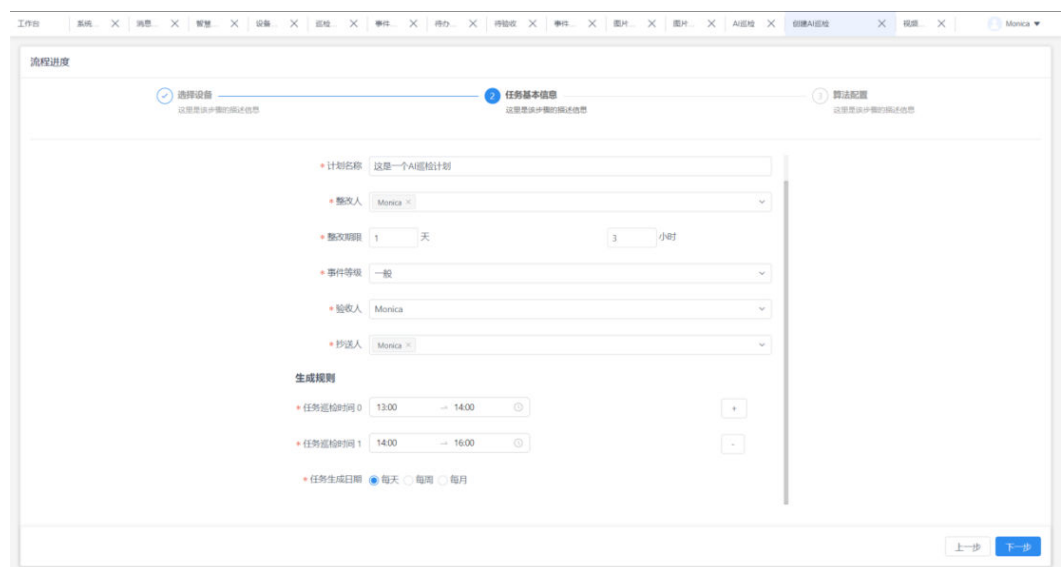 工作台 系统... 消息... 智慧... 设备... 巡检... 事件... 待办... 待验收 事件... 图片... 图片... AI巡检 创建AI巡检 视频... Monica
流程进度
选择设备 2 任务基本信息 3 算法配置
这里是该步骤的描述信息 这里是该步骤的描述信息 这里是该步骤的描述信息
* 计划名称 这是一个AI巡检计划
* 整改人 Monica ×
* 整改期限 1 天 3 小时
* 事件等级 一般
* 验收人 Monica
* 抄送人 Monica ×
生成规则
* 任务巡检时间 0 13:00 → 14:00 +
* 任务巡检时间 1 14:00 → 16:00 -
* 任务生成日期 每天 每周 每月
上一步 下一步